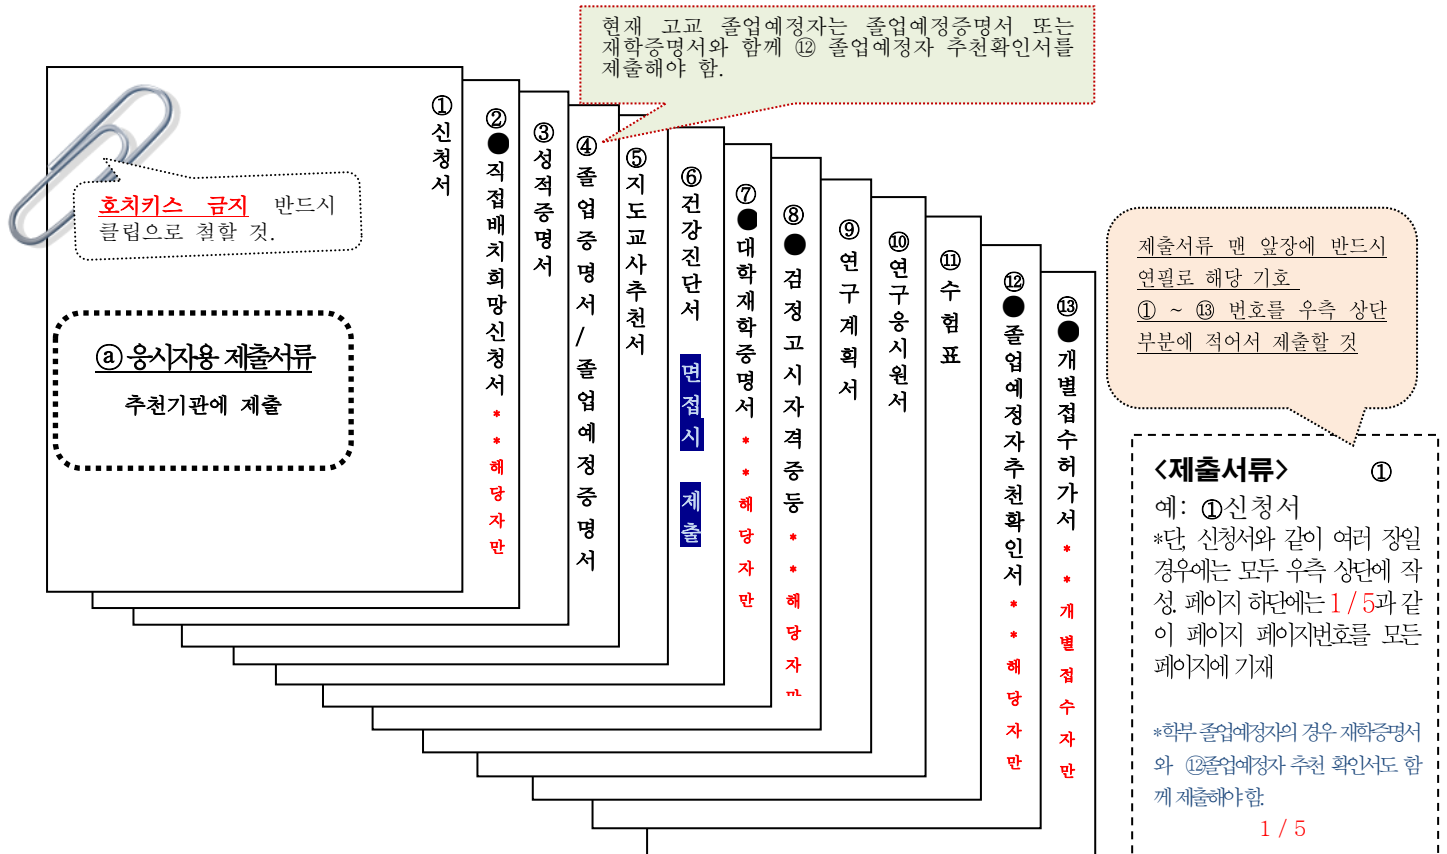 현재 고교 졸업예정자는 졸업예정증명서 또는
재학증명서와 함께 ⑫ 졸업예정자 추천확인서를
제출해야 함.
호치키스 금지 반드시
클립으로 철할 것.
ⓐ 응시자용 제출서류
추천기관에 제출
①신청서
②●직접배치희망신청서**해당자만
③성적증명서
④졸업증명서/졸업예정증명서
⑤지도교사추천서
⑥건강진단서 면접시 제출
⑦●대학재학증명서**해당자만
⑧●검정고시자격증등**해당자만
⑨연구계획서
⑩연구응시원서
⑪수험표
⑫●졸업예정자추천확인서**해당자만
⑬●개별접수허가서**개별접수자만
제출서류 맨 앞장에 반드시
연필로 해당 기호
① ~ ⑬ 번호를 우측 상단
부분에 적어서 제출할 것
<제출서류> ①
예: ①신청서
*단, 신청서와 같이 여러 장일
경우에는 모두 우측 상단에 작
성. 페이지 하단에는 1/5과 같
이 페이지 페이지번호를 모든
페이지에 기재
*학부 졸업예정자의 경우 재학증명서
와 ⑫졸업예정자 추천 확인서도 함
께 제출해야 함.
1/5